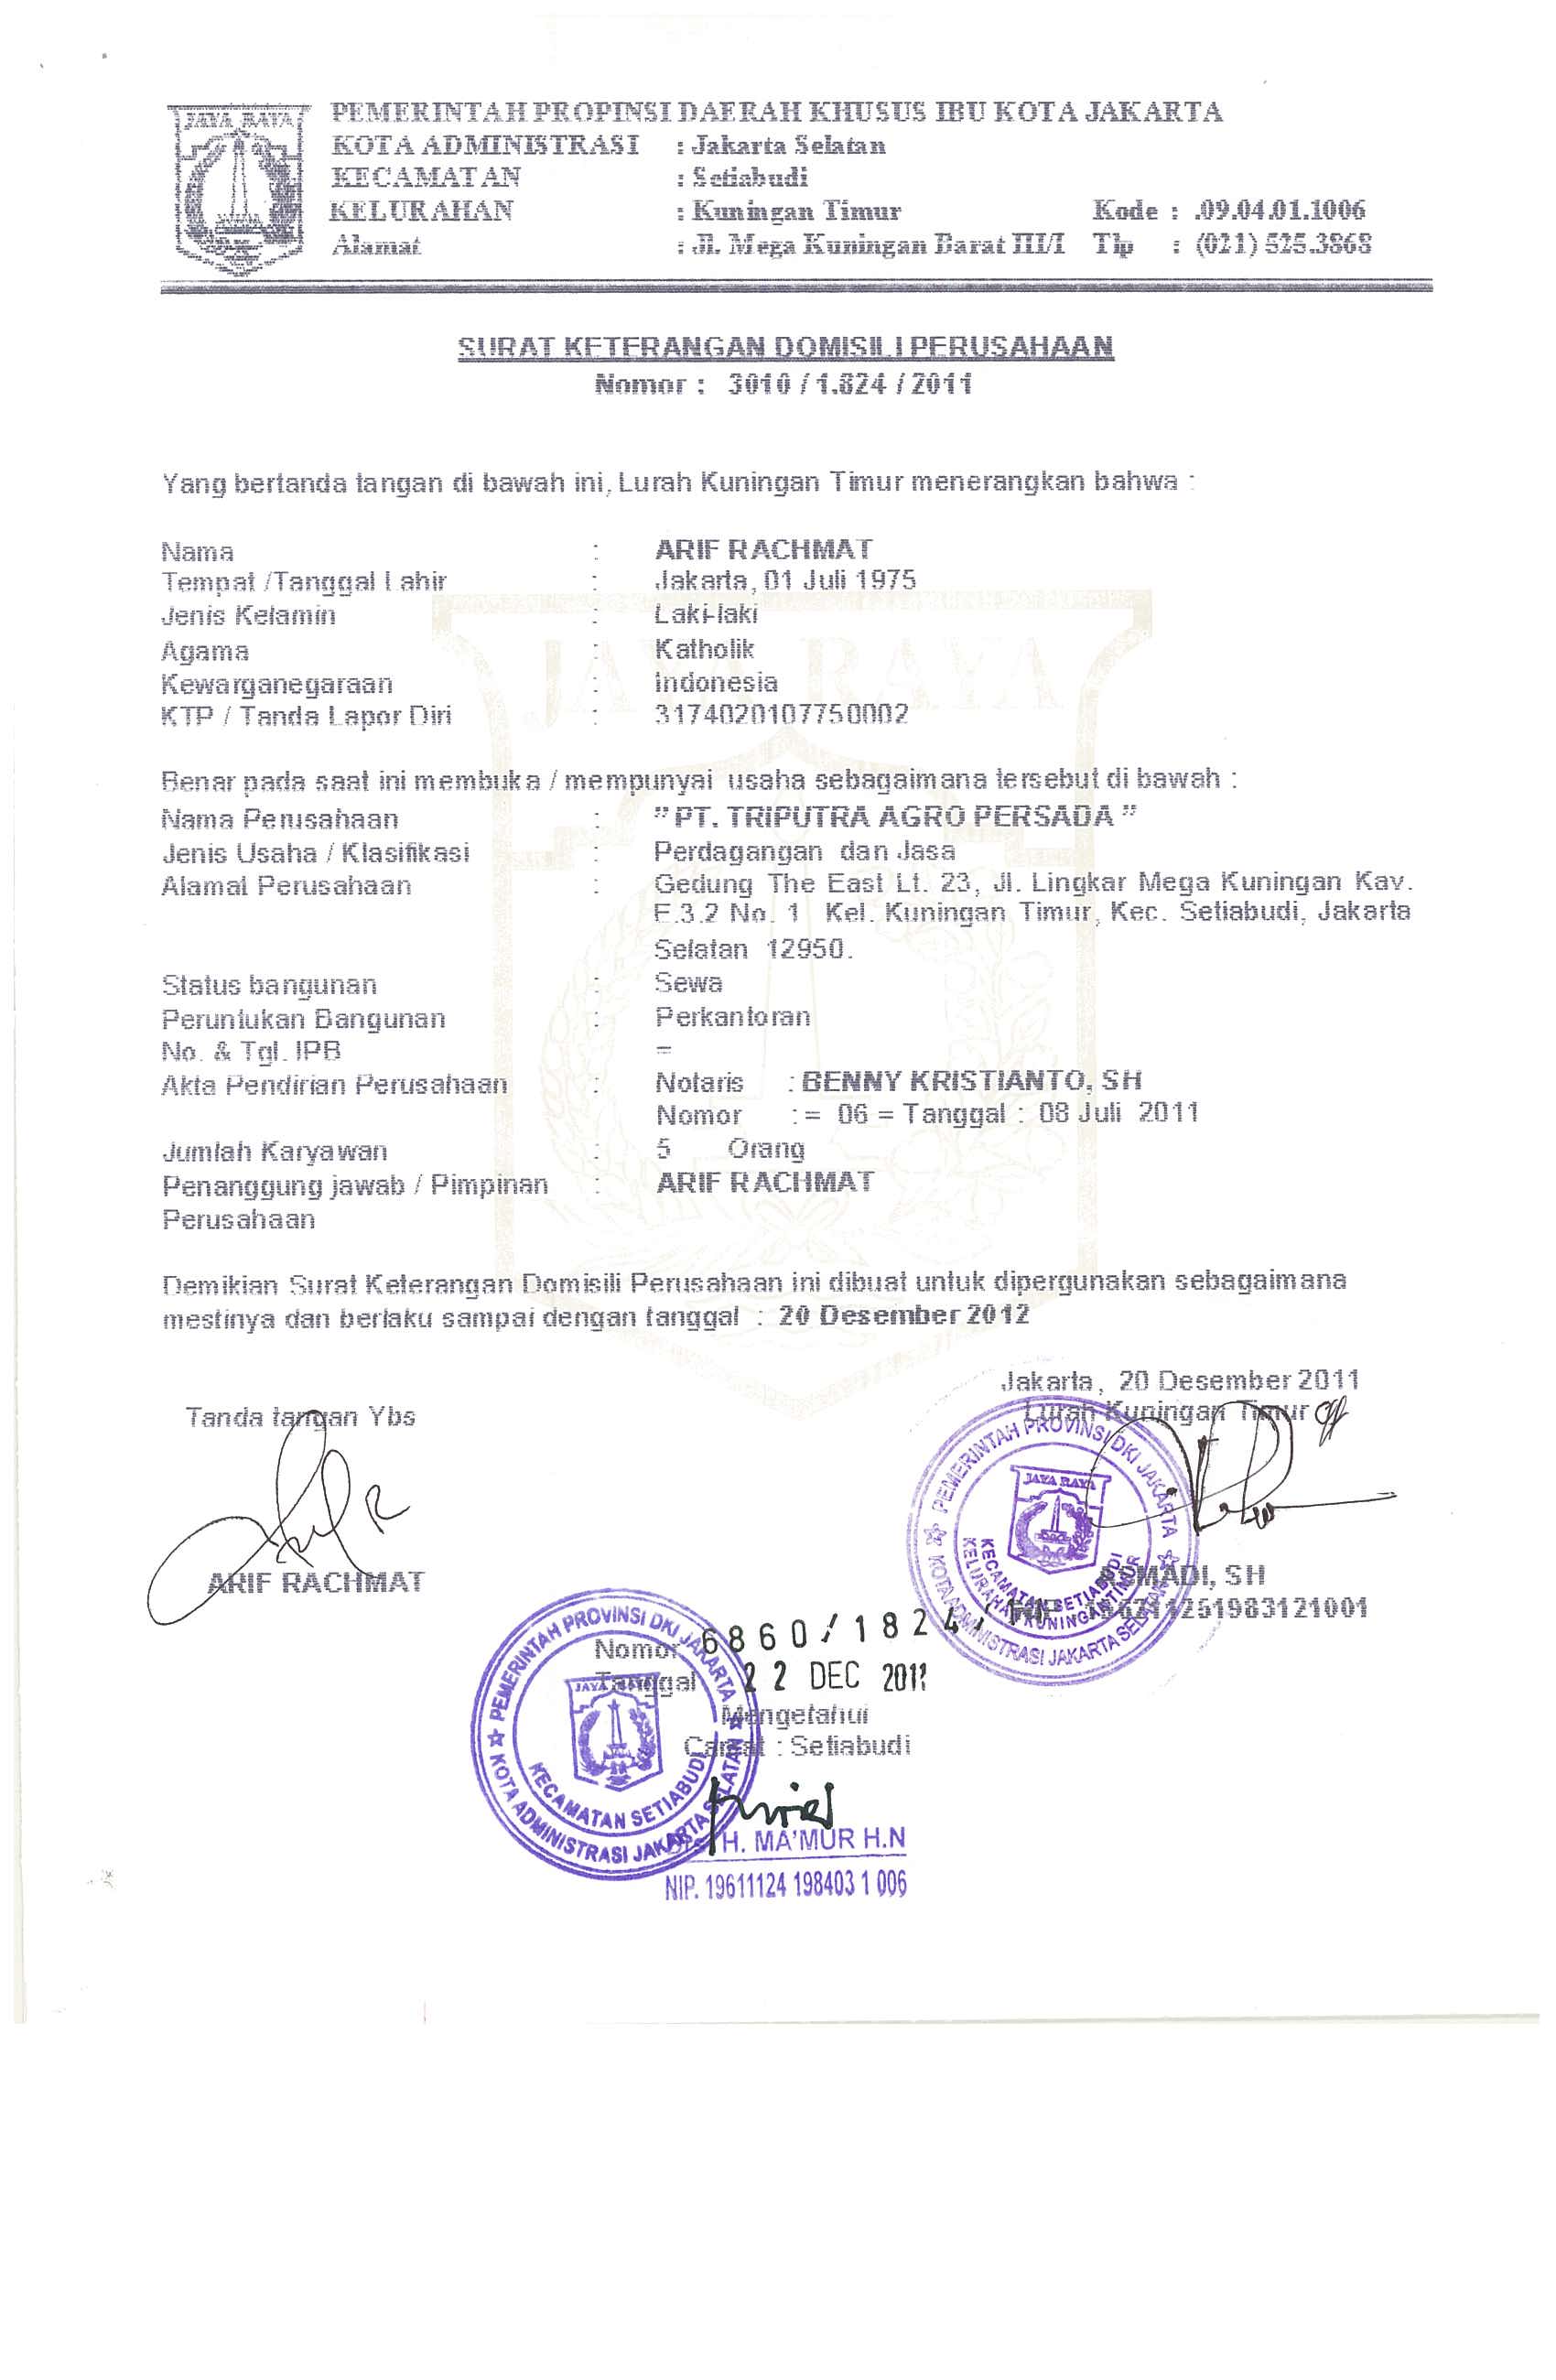 JAYA RAYA
PEMERINTAH PROPINSI DAERAH KHUSUS IBU KOTA JAKARTA
KOTA ADMINISTRASI : Jakarta Selatan
KECAMATAN : Setiabudi
KELURAHAN : Kuningan Timur Kode : .09.04.01.1006
Alamat : Jl. Mega Kuningan Barat III/I Tlp : (021) 525.3868
SURAT KETERANGAN DOMISILI PERUSAHAAN
Nomor : 3010 / 1.824 / 2011
Yang bertanda tangan di bawah ini, Lurah Kuningan Timur menerangkan bahwa :
Nama : ARIF RACHMAT
Tempat /Tanggal Lahir : Jakarta, 01 Juli 1975
Jenis Kelamin : Laki-laki
Agama : Katholik
Kewarganegaraan : Indonesia
KTP / Tanda Lapor Diri : 3174020107750002
Benar pada saat ini membuka / mempunyai usaha sebagaimana tersebut di bawah :
Nama Perusahaan : " PT. TRIPUTRA AGRO PERSADA "
Jenis Usaha / Klasifikasi : Perdagangan dan Jasa
Alamat Perusahaan : Gedung The East Lt. 23, Jl. Lingkar Mega Kuningan Kav.
E.3.2 No. 1 Kel. Kuningan Timur, Kec. Setiabudi, Jakarta
Selatan 12950.
Status bangunan : Sewa
Peruntukan Bangunan : Perkantoran
No. & Tgl. IPB =
Akta Pendirian Perusahaan : Notaris : BENNY KRISTIANTO, SH
Nomor : = 06 = Tanggal : 08 Juli 2011
Jumlah Karyawan : 5 Orang
Penanggung jawab / Pimpinan : ARIF RACHMAT
Perusahaan
Demikian Surat Keterangan Domisili Perusahaan ini dibuat untuk dipergunakan sebagaimana
mestinya dan berlaku sampai dengan tanggal : 20 Desember 2012
Jakarta, 20 Desember 2011
Tanda tangan Ybs Lurah Kuningan Timur
PEMERINTAH PROVINSI DKI JAKARTA
JAYA RAYA
KECAMATAN SETIABUDI
KELURAHAN KUNINGAN TIMUR
KOTA ADMINISTRASI JAKARTA SELATAN
ARIF RACHMAT ASMADI, SH
Nomor 6860 / 1824 /
Tanggal 22 DEC 2011
Mengetahui
Camat : Setiabudi
PEMERINTAH PROVINSI DKI JAKARTA
JAYA RAYA
KECAMATAN SETIABUDI
KOTA ADMINISTRASI JAKARTA SELATAN
H. MA'MUR H.N
NIP. 19611124 198403 1 006